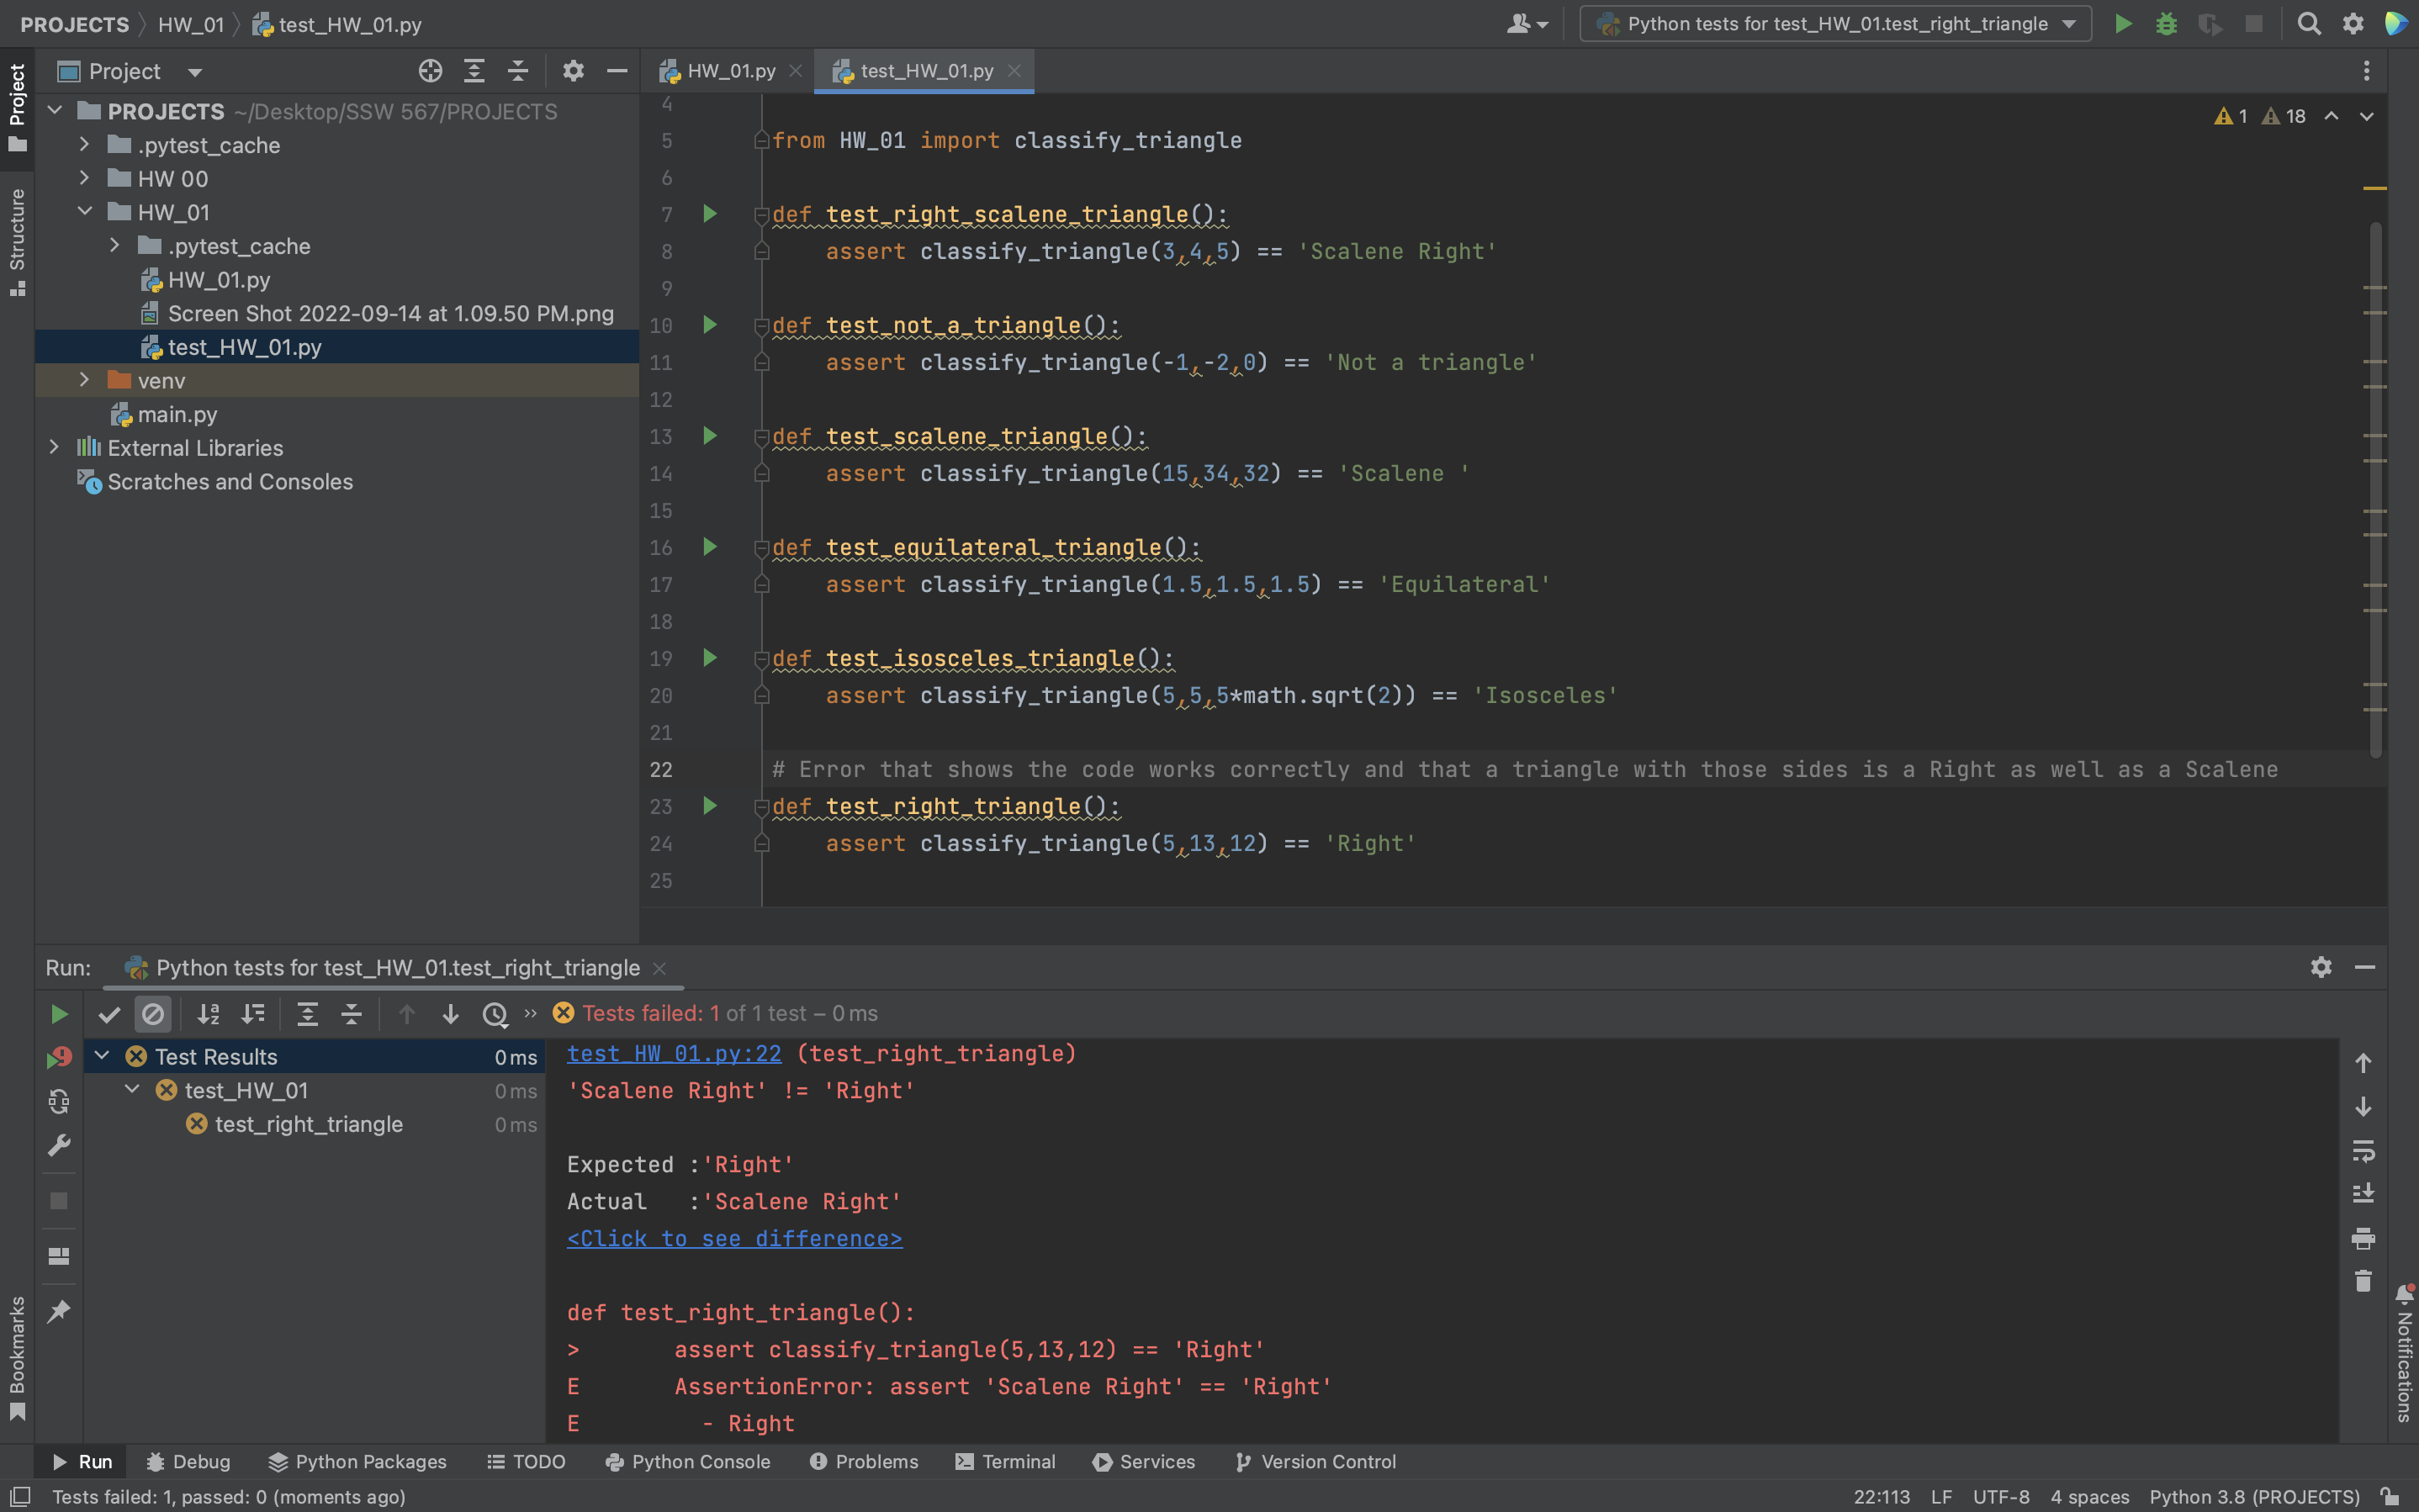 PROJECTS HW_01 test_HW_01.py
Python tests for test_HW_01.test_right_triangle
Project
HW_01.py test_HW_01.py
Project
Structure
Bookmarks
Notifications
PROJECTS ~/Desktop/SSW 567/PROJECTS
.pytest_cache
HW 00
HW_01
.pytest_cache
HW_01.py
Screen Shot 2022-09-14 at 1.09.50 PM.png
test_HW_01.py
venv
main.py
External Libraries
Scratches and Consoles
1 18
4
5 from HW_01 import classify_triangle
6
7 def test_right_scalene_triangle():
8 assert classify_triangle(3,4,5) == 'Scalene Right'
9
10 def test_not_a_triangle():
11 assert classify_triangle(-1,-2,0) == 'Not a triangle'
12
13 def test_scalene_triangle():
14 assert classify_triangle(15,34,32) == 'Scalene '
15
16 def test_equilateral_triangle():
17 assert classify_triangle(1.5,1.5,1.5) == 'Equilateral'
18
19 def test_isosceles_triangle():
20 assert classify_triangle(5,5,5*math.sqrt(2)) == 'Isosceles'
21
22 # Error that shows the code works correctly and that a triangle with those sides is a Right as well as a Scalene
23 def test_right_triangle():
24 assert classify_triangle(5,13,12) == 'Right'
25
Run: Python tests for test_HW_01.test_right_triangle
Tests failed: 1 of 1 test – 0 ms
Test Results 0 ms
test_HW_01 0 ms
test_right_triangle 0 ms
test_HW_01.py:22 (test_right_triangle)
'Scalene Right' != 'Right'
Expected :'Right'
Actual :'Scalene Right'
<Click to see difference>
def test_right_triangle():
> assert classify_triangle(5,13,12) == 'Right'
E AssertionError: assert 'Scalene Right' == 'Right'
E - Right
Run Debug Python Packages TODO Python Console Problems Terminal Services Version Control
Tests failed: 1, passed: 0 (moments ago)
22:113 LF UTF-8 4 spaces Python 3.8 (PROJECTS)